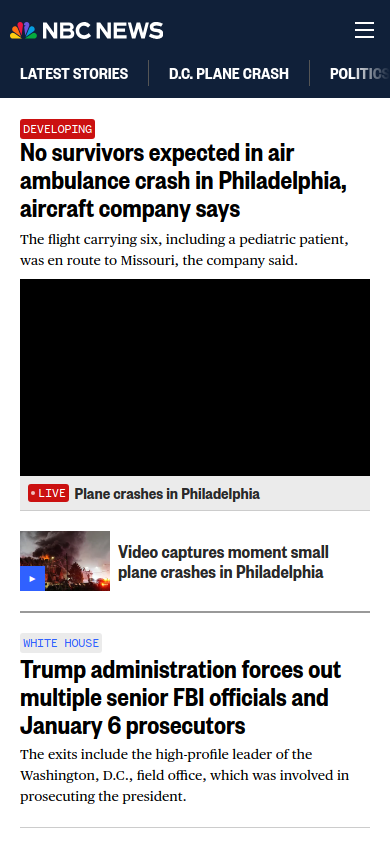 NBC NEWS
LATEST STORIES D.C. PLANE CRASH POLITICS
DEVELOPING
No survivors expected in air
ambulance crash in Philadelphia,
aircraft company says
The flight carrying six, including a pediatric patient,
was en route to Missouri, the company said.
LIVE Plane crashes in Philadelphia
Video captures moment small
plane crashes in Philadelphia
WHITE HOUSE
Trump administration forces out
multiple senior FBI officials and
January 6 prosecutors
The exits include the high-profile leader of the
Washington, D.C., field office, which was involved in
prosecuting the president.